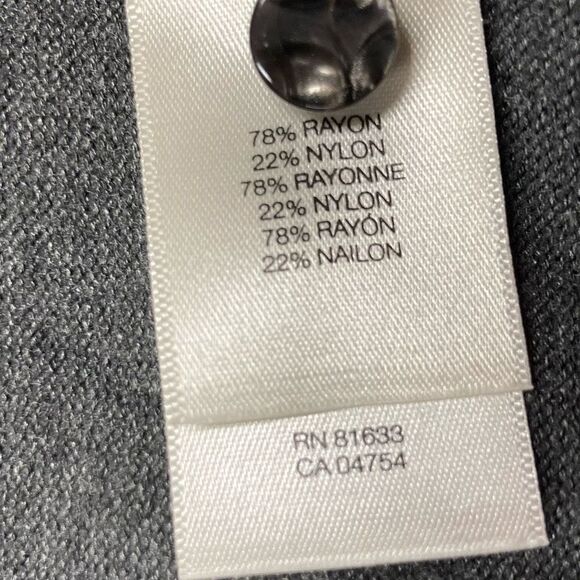 78% RAYON
22% NYLON
78% RAYONNE
22% NYLON
78% RAYÓN
22% NAILON
RN 81633
CA 04754